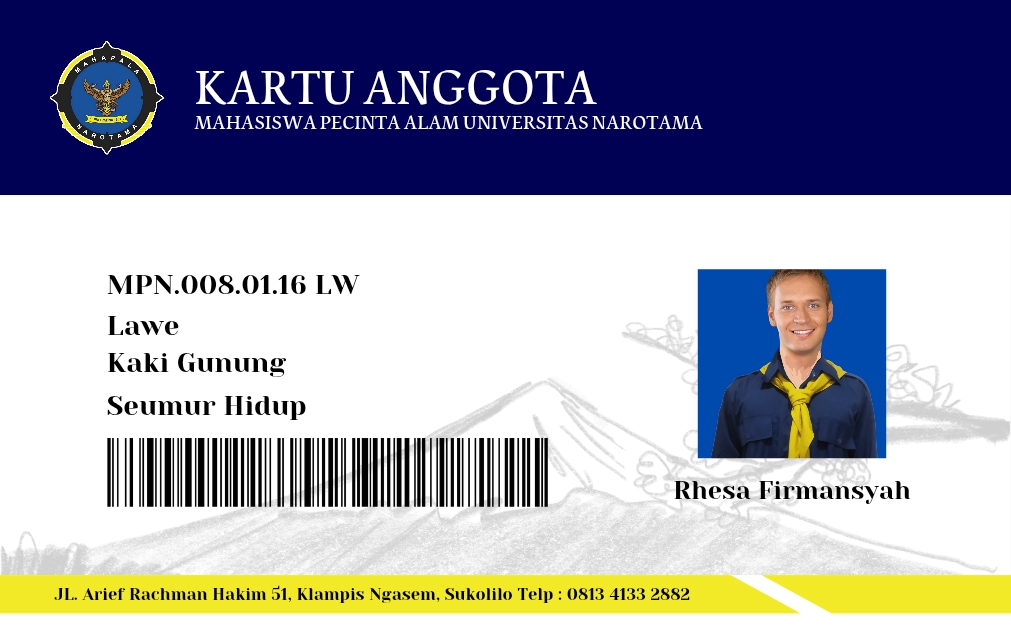 MAHAPALA
NAROTAMA
KARTU ANGGOTA
MAHASISWA PECINTA ALAM UNIVERSITAS NAROTAMA
MPN.008.01.16 LW
Lawe
Kaki Gunung
Seumur Hidup
Rhesa Firmansyah
JL. Arief Rachman Hakim 51, Klampis Ngasem, Sukolilo Telp : 0813 4133 2882